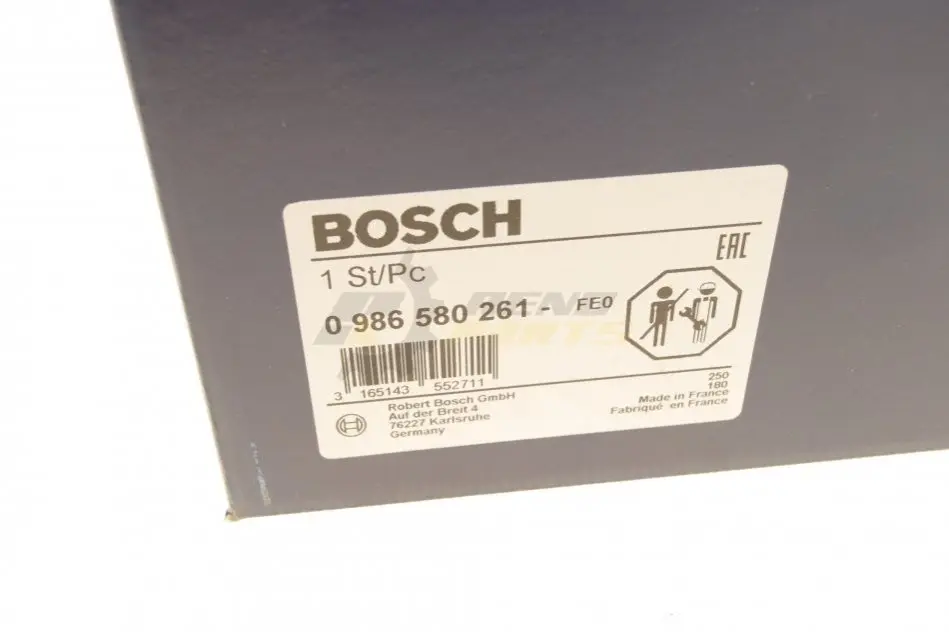 BOSCH
EAC
1 St/Pc
0 986 580 261 - FE0
3 165143 552711
250
180
Robert Bosch GmbH
Auf der Breit 4
76227 Karlsruhe
Germany
Made in France
Fabriqué en France